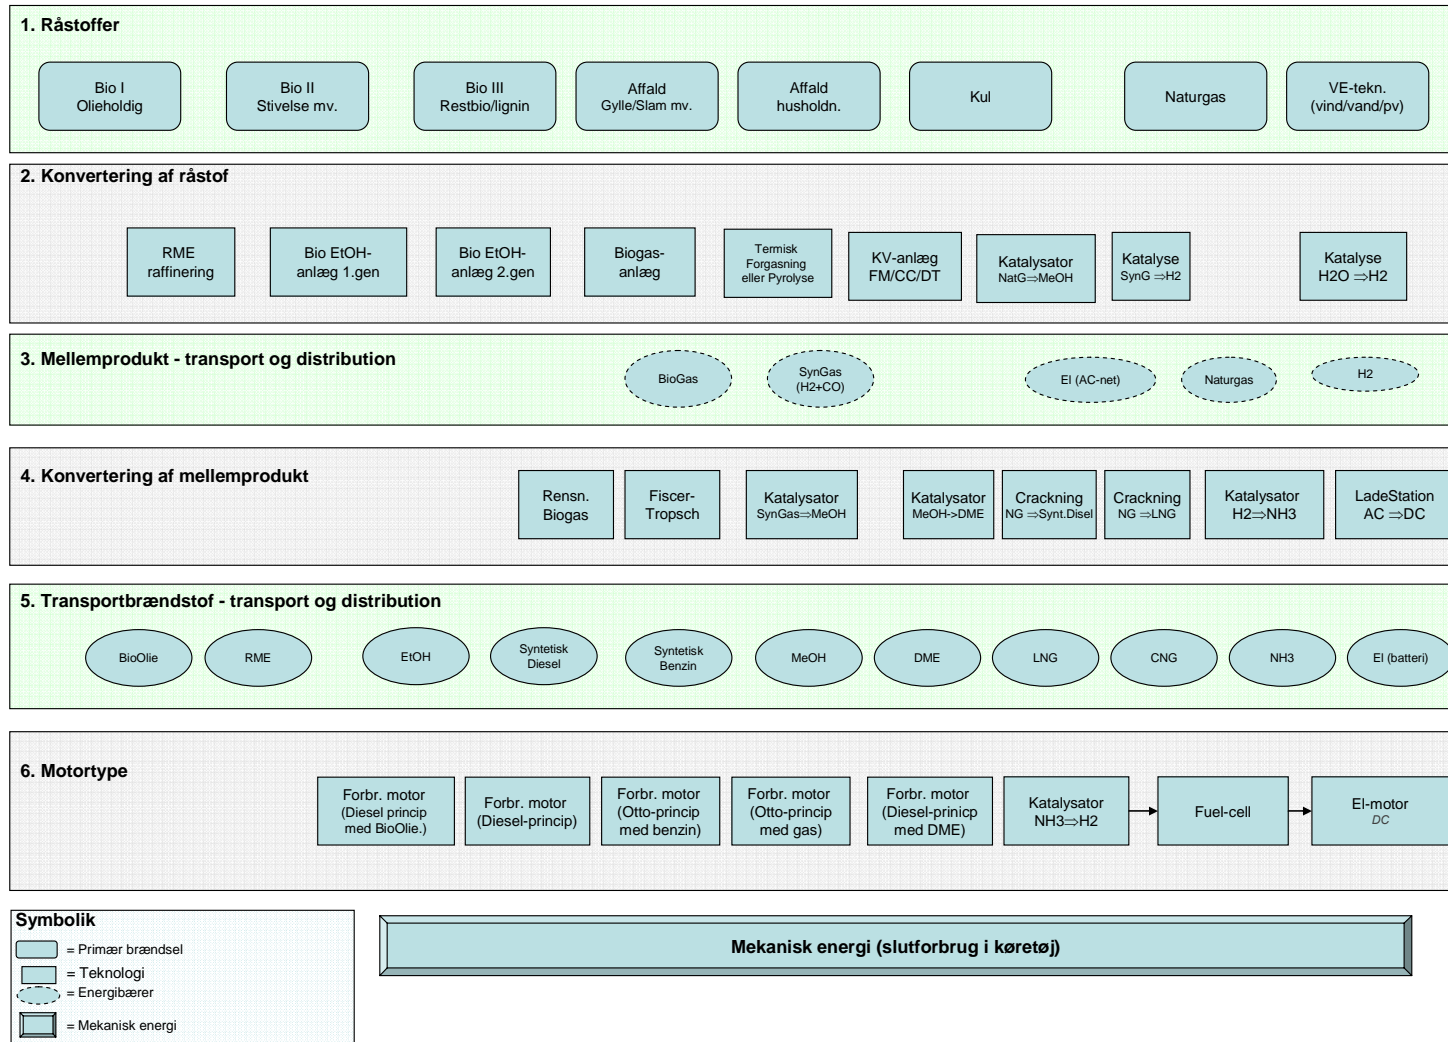 1. Råstoffer
Bio I
Olieholdig
Bio II
Stivelse mv.
Bio III
Restbio/lignin
Affald
Gylle/Slam mv.
Affald
husholdn.
Kul
Naturgas
VE-tekn.
(vind/vand/pv)
2. Konvertering af råstof
RME
raffinering
Bio EtOH-
anlæg 1.gen
Bio EtOH-
anlæg 2.gen
Biogas-
anlæg
Termisk
Forgasning
eller Pyrolyse
KV-anlæg
FM/CC/DT
Katalysator
NatG⇒MeOH
Katalyse
SynG ⇒H2
Katalyse
H2O ⇒H2
3. Mellemprodukt - transport og distribution
BioGas
SynGas
(H2+CO)
El (AC-net)
Naturgas
H2
4. Konvertering af mellemprodukt
Rensn.
Biogas
Fiscer-
Tropsch
Katalysator
SynGas⇒MeOH
Katalysator
MeOH->DME
Crackning
NG ⇒Synt.Disel
Crackning
NG ⇒LNG
Katalysator
H2⇒NH3
LadeStation
AC ⇒DC
5. Transportbrændstof - transport og distribution
BioOlie
RME
EtOH
Syntetisk
Diesel
Syntetisk
Benzin
MeOH
DME
LNG
CNG
NH3
El (batteri)
6. Motortype
Forbr. motor
(Diesel princip
med BioOlie.)
Forbr. motor
(Diesel-princip)
Forbr. motor
(Otto-princip
med benzin)
Forbr. motor
(Otto-princip
med gas)
Forbr. motor
(Diesel-prinicp
med DME)
Katalysator
NH3⇒H2
Fuel-cell
El-motor
DC
Symbolik
= Primær brændsel
= Teknologi
= Energibærer
= Mekanisk energi
Mekanisk energi (slutforbrug i køretøj)